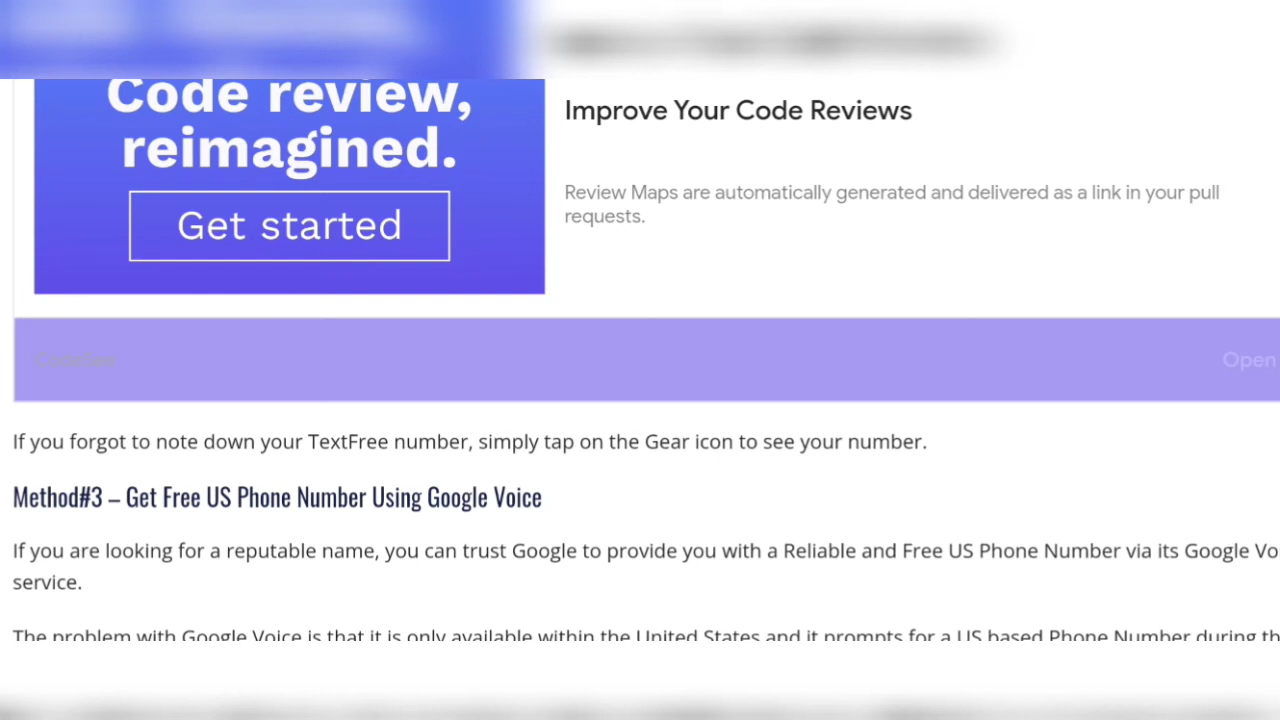 Code review,
reimagined.
Get started
Improve Your Code Reviews
Review Maps are automatically generated and delivered as a link in your pull
requests.
Open
If you forgot to note down your TextFree number, simply tap on the Gear icon to see your number.
Method#3 – Get Free US Phone Number Using Google Voice
If you are looking for a reputable name, you can trust Google to provide you with a Reliable and Free US Phone Number via its Google Vo
service.
The problem with Google Voice is that it is only available within the United States and it prompts for a US based Phone Number during th